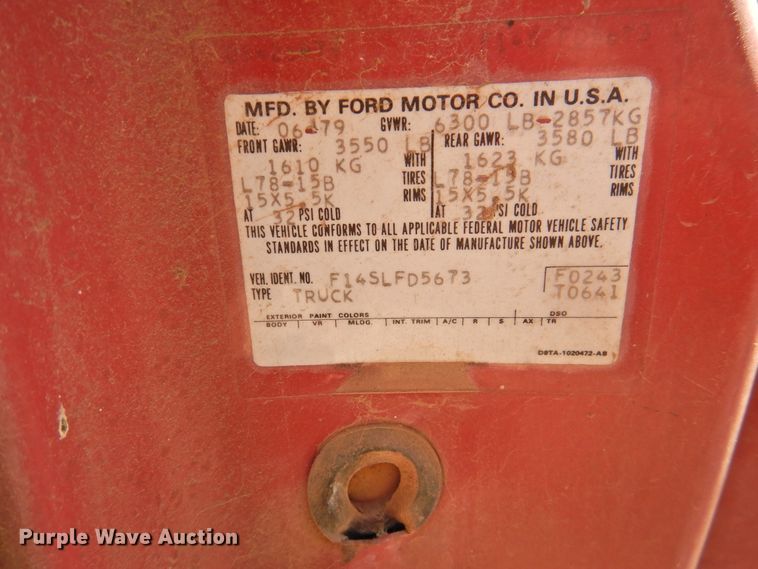 MFD. BY FORD MOTOR CO. IN U.S.A.
DATE: 06-79 GVWR: 6300 LB-2857KG
FRONT GAWR: 3550 LB REAR GAWR: 3580 LB
1610 KG WITH 1623 KG WITH
L78-15B TIRES L78-15B TIRES
15X5.5K RIMS 15X5.5K RIMS
AT 32 PSI COLD AT 32 PSI COLD
THIS VEHICLE CONFORMS TO ALL APPLICABLE FEDERAL MOTOR VEHICLE SAFETY
STANDARDS IN EFFECT ON THE DATE OF MANUFACTURE SHOWN ABOVE.
VEH. IDENT. NO. F14SLFD5673 F0243
TYPE TRUCK T0641
EXTERIOR PAINT COLORS DSO
BODY VR MLDG. INT. TRIM A/C R S AX TR
D8TA-1020472-AB
Purple Wave Auction